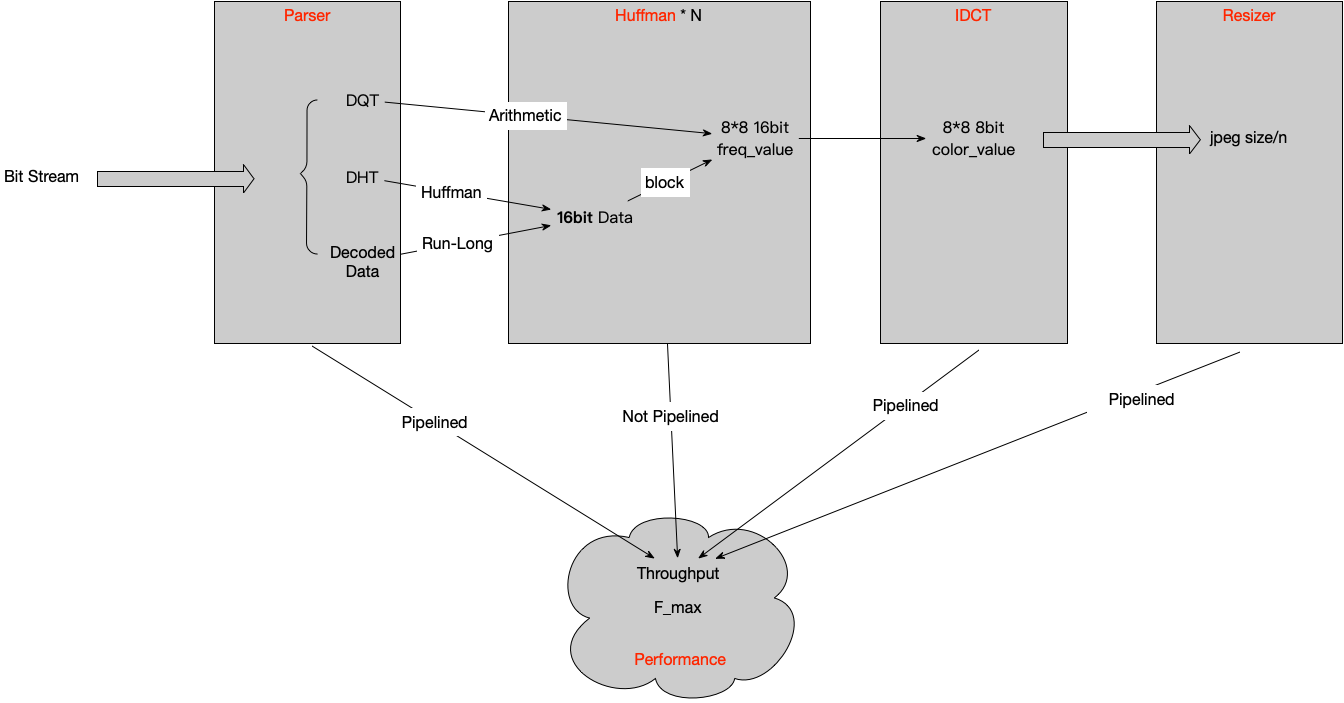 Parser
Huffman * N
IDCT
Resizer
DQT
Arithmetic
8*8 16bit
freq_value
8*8 8bit
color_value
jpeg size/n
Bit Stream
DHT
Huffman
block
16bit Data
Decoded
Data
Run-Long
Pipelined
Not Pipelined
Pipelined
Pipelined
Throughput
F_max
Performance